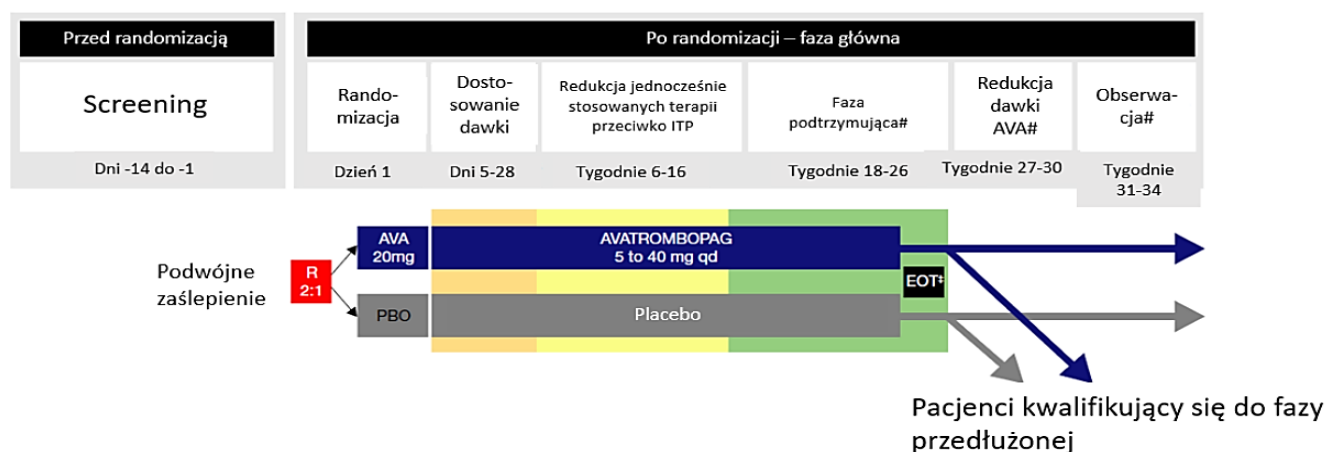 Przed randomizacją
Po randomizacji – faza główna
Screening
Rando-
mizacja
Dosto-
sowanie
dawki
Redukcja jednocześnie
stosowanych terapii
przeciwko ITP
Faza
podtrzymująca#
Redukcja
dawki
AVA#
Obserwa-
cja#
Dni -14 do -1
Dzień 1
Dni 5-28
Tygodnie 6-16
Tygodnie 18-26
Tygodnie 27-30
Tygodnie
31-34
Podwójne
zaślepienie
R
2:1
AVA
20mg
AVATROMBOPAG
5 to 40 mg qd
EOT‡
PBO
Placebo
Pacjenci kwalifikujący się do fazy
przedłużonej